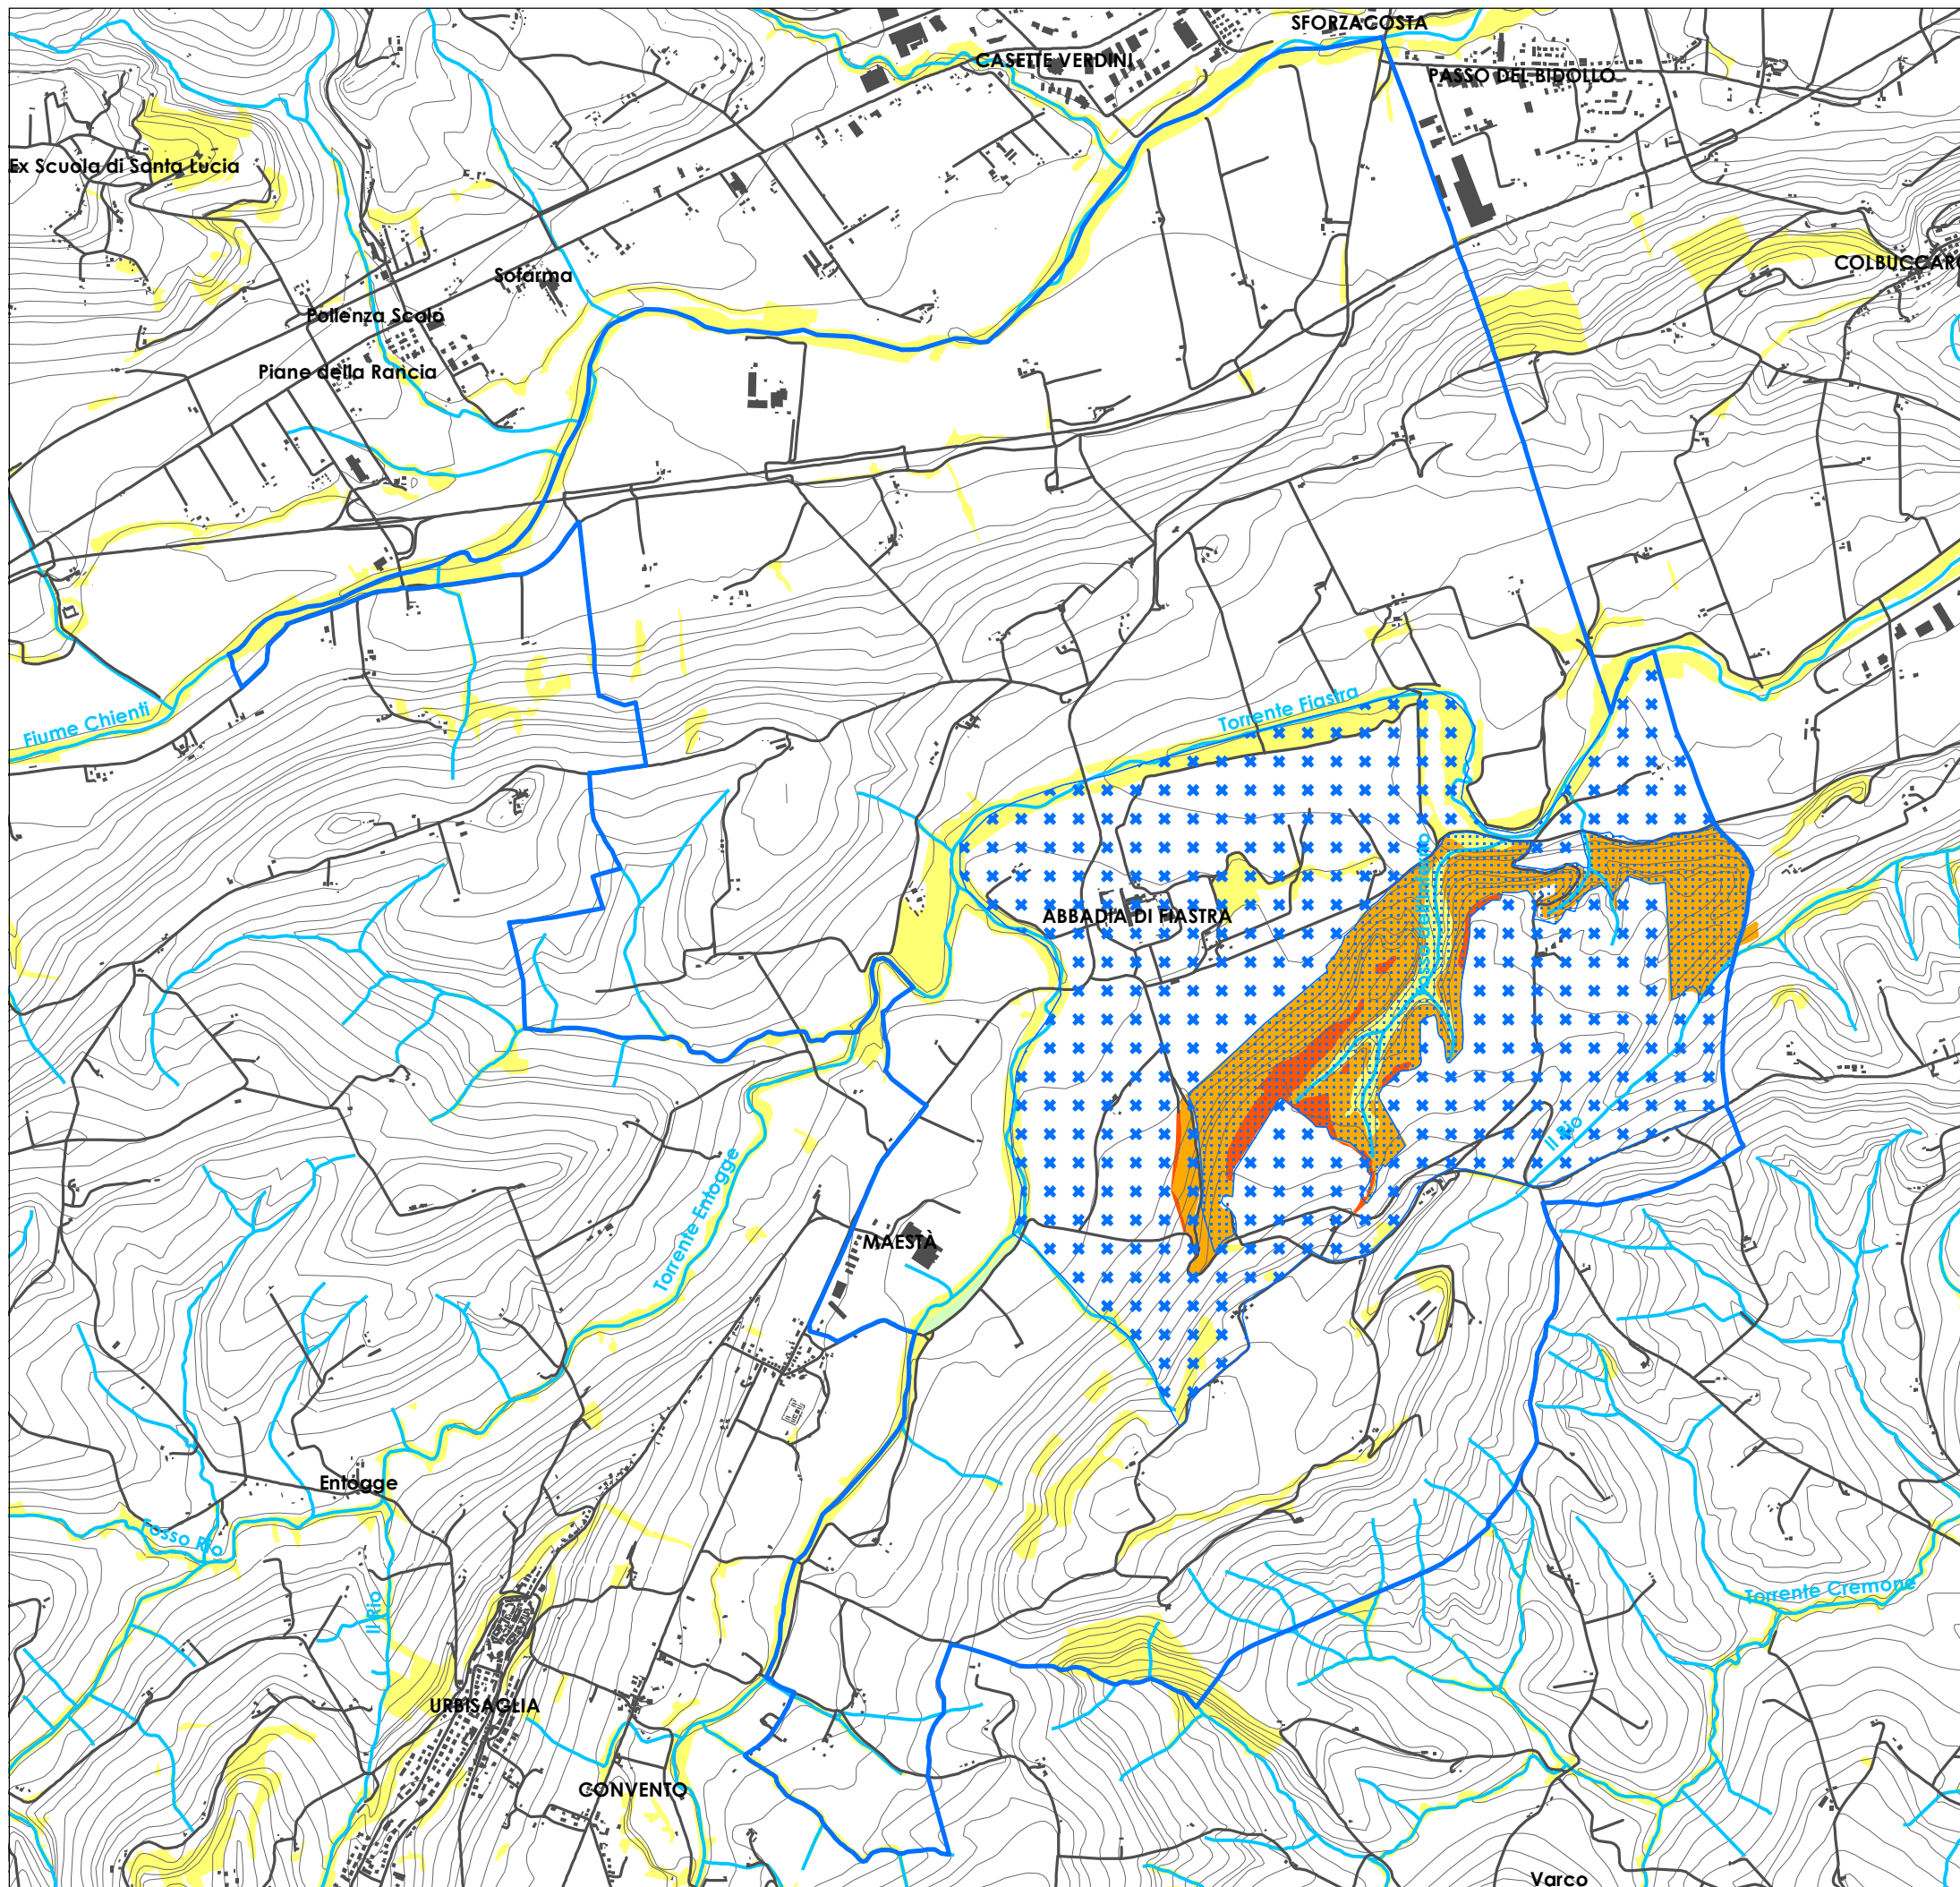 SFORZACOSTA
CASETTE VERDINI
PASSO DEL BIDOLLO
Ex Scuola di Santa Lucia
COLBUCCARO
Sofarma
Pollenza Scalo
Piane della Rancia
Torrente Fiastra
Fiume Chienti
ABBADIA DI FIASTRA
Il Rio
Torrente Entogge
MAESTÀ
Entogge
Fosso Rio
Il Rio
Torrente Cremone
URBISAGLIA
CONVENTO
Varco